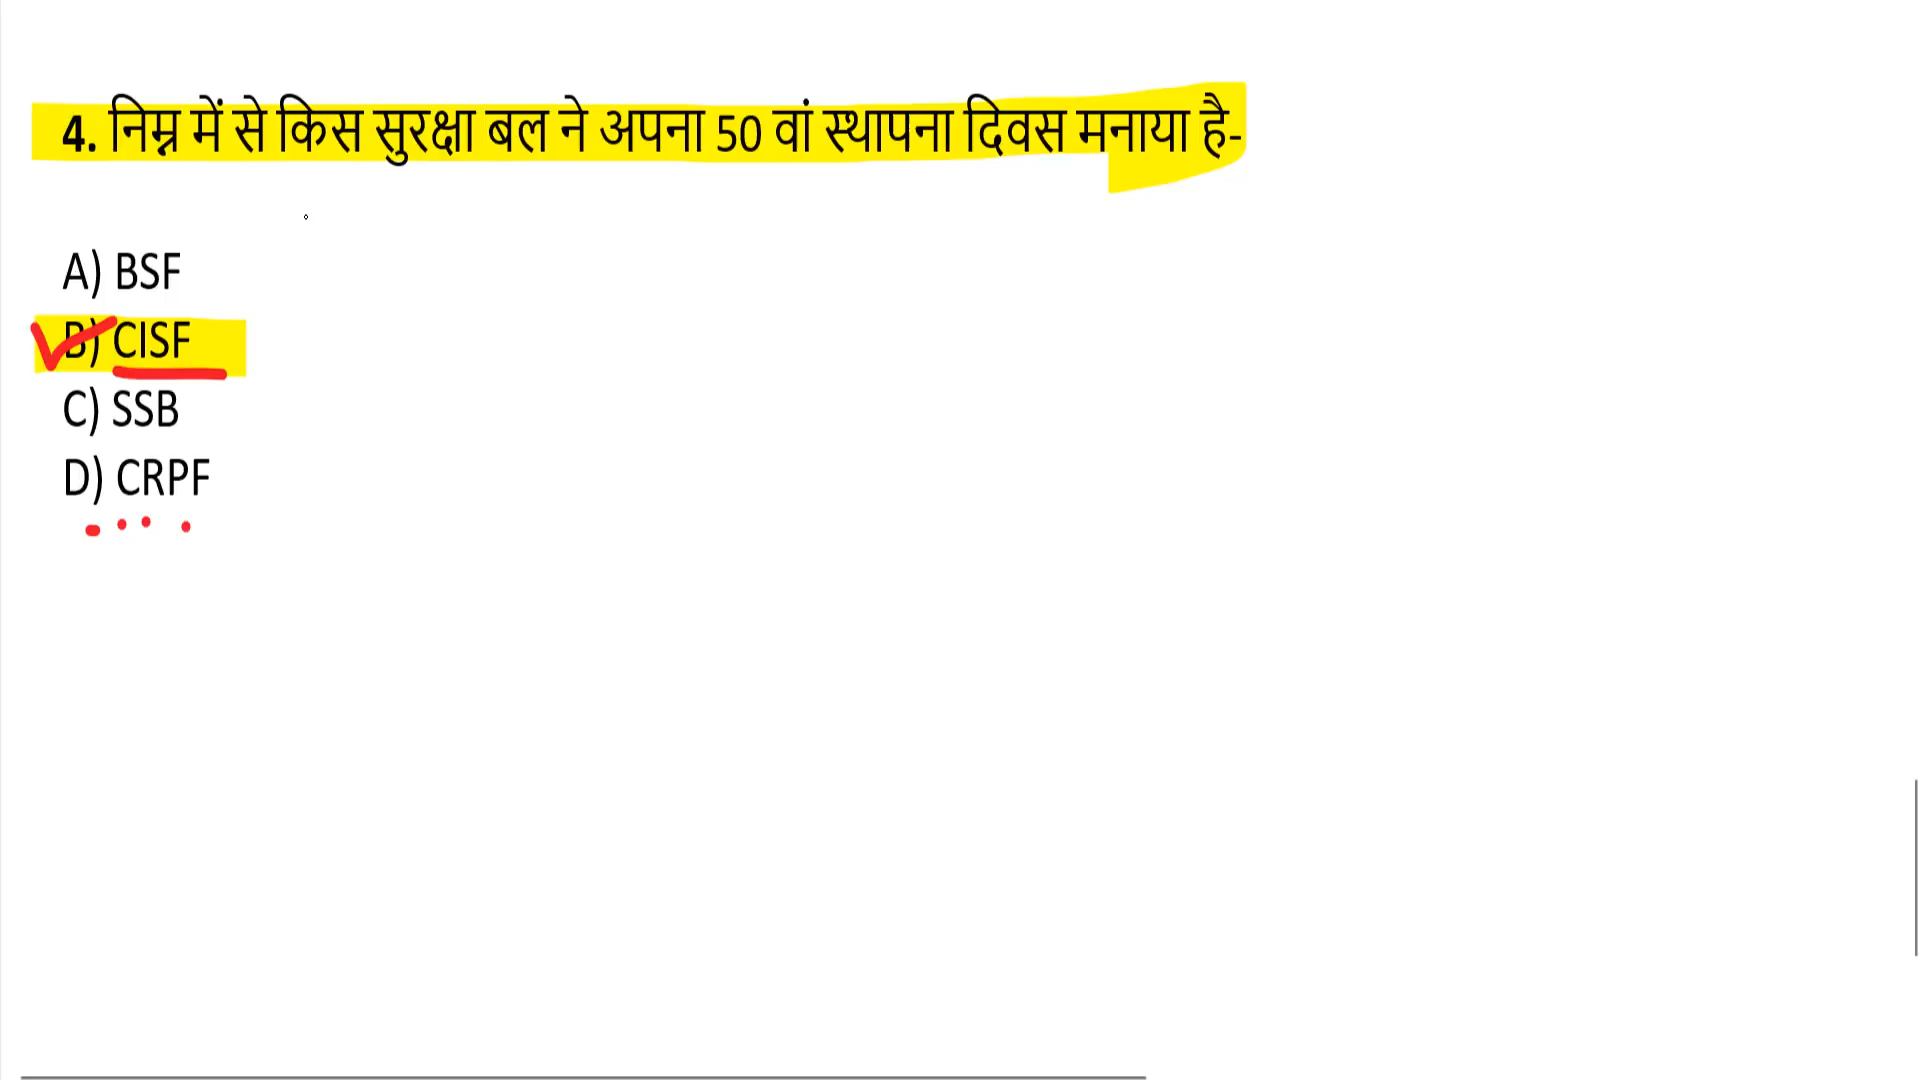 4. निम्न में से किस सुरक्षा बल ने अपना 50 वां स्थापना दिवस मनाया है-
A) BSF
B) CISF
C) SSB
D) CRPF